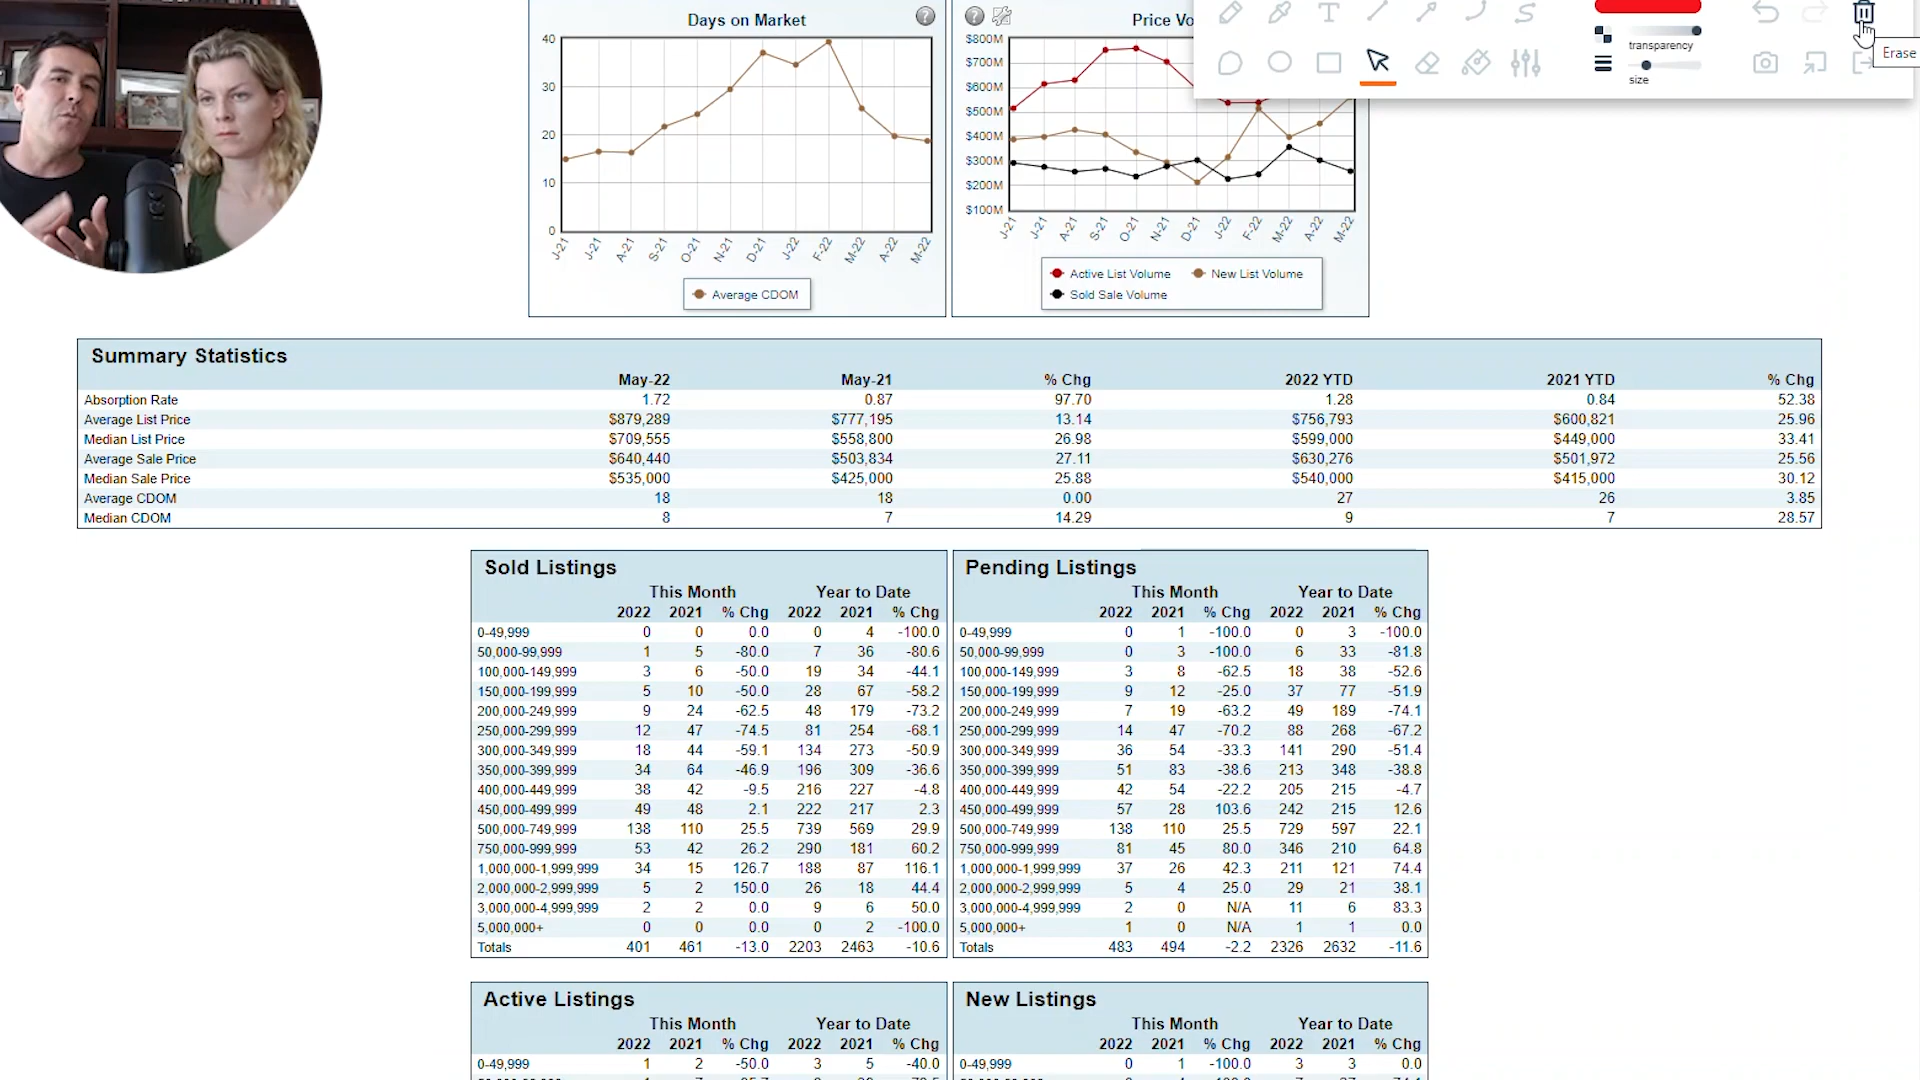 Days on Market
40
30
20
10
0
J-21 J-21 A-21 S-21 O-21 N-21 D-21 J-22 F-22 M-22 A-22 M-22
Average CDOM
Price Vo
$800M
$700M
$600M
$500M
$400M
$300M
$200M
$100M
J-21 J-21 A-21 S-21 O-21 N-21 D-21 J-22 F-22 M-22 A-22 M-22
Active List Volume New List Volume
Sold Sale Volume
transparency
size
Erase
Summary Statistics
May-22 May-21 % Chg 2022 YTD 2021 YTD % Chg
Absorption Rate 1.72 0.87 97.70 1.28 0.84 52.38
Average List Price $879,289 $777,195 13.14 $756,793 $600,821 25.96
Median List Price $709,555 $558,800 26.98 $599,000 $449,000 33.41
Average Sale Price $640,440 $503,834 27.11 $630,276 $501,972 25.56
Median Sale Price $535,000 $425,000 25.88 $540,000 $415,000 30.12
Average CDOM 18 18 0.00 27 26 3.85
Median CDOM 8 7 14.29 9 7 28.57
Sold Listings
This Month Year to Date
2022 2021 % Chg 2022 2021 % Chg
0-49,999 0 0 0.0 0 4 -100.0
50,000-99,999 1 5 -80.0 7 36 -80.6
100,000-149,999 3 6 -50.0 19 34 -44.1
150,000-199,999 5 10 -50.0 28 67 -58.2
200,000-249,999 9 24 -62.5 48 179 -73.2
250,000-299,999 12 47 -74.5 81 254 -68.1
300,000-349,999 18 44 -59.1 134 273 -50.9
350,000-399,999 34 64 -46.9 196 309 -36.6
400,000-449,999 38 42 -9.5 216 227 -4.8
450,000-499,999 49 48 2.1 222 217 2.3
500,000-749,999 138 110 25.5 739 569 29.9
750,000-999,999 53 42 26.2 290 181 60.2
1,000,000-1,999,999 34 15 126.7 188 87 116.1
2,000,000-2,999,999 5 2 150.0 26 18 44.4
3,000,000-4,999,999 2 2 0.0 9 6 50.0
5,000,000+ 0 0 0.0 0 2 -100.0
Totals 401 461 -13.0 2203 2463 -10.6
Pending Listings
This Month Year to Date
2022 2021 % Chg 2022 2021 % Chg
0-49,999 0 1 -100.0 0 3 -100.0
50,000-99,999 0 3 -100.0 6 33 -81.8
100,000-149,999 3 8 -62.5 18 38 -52.6
150,000-199,999 9 12 -25.0 37 77 -51.9
200,000-249,999 7 19 -63.2 49 189 -74.1
250,000-299,999 14 47 -70.2 88 268 -67.2
300,000-349,999 36 54 -33.3 141 290 -51.4
350,000-399,999 51 83 -38.6 213 348 -38.8
400,000-449,999 42 54 -22.2 205 215 -4.7
450,000-499,999 57 28 103.6 242 215 12.6
500,000-749,999 138 110 25.5 729 597 22.1
750,000-999,999 81 45 80.0 346 210 64.8
1,000,000-1,999,999 37 26 42.3 211 121 74.4
2,000,000-2,999,999 5 4 25.0 29 21 38.1
3,000,000-4,999,999 2 0 N/A 11 6 83.3
5,000,000+ 1 0 N/A 1 1 0.0
Totals 483 494 -2.2 2326 2632 -11.6
Active Listings
This Month Year to Date
2022 2021 % Chg 2022 2021 % Chg
0-49,999 1 2 -50.0 3 5 -40.0
New Listings
This Month Year to Date
2022 2021 % Chg 2022 2021 % Chg
0-49,999 0 1 -100.0 3 3 0.0